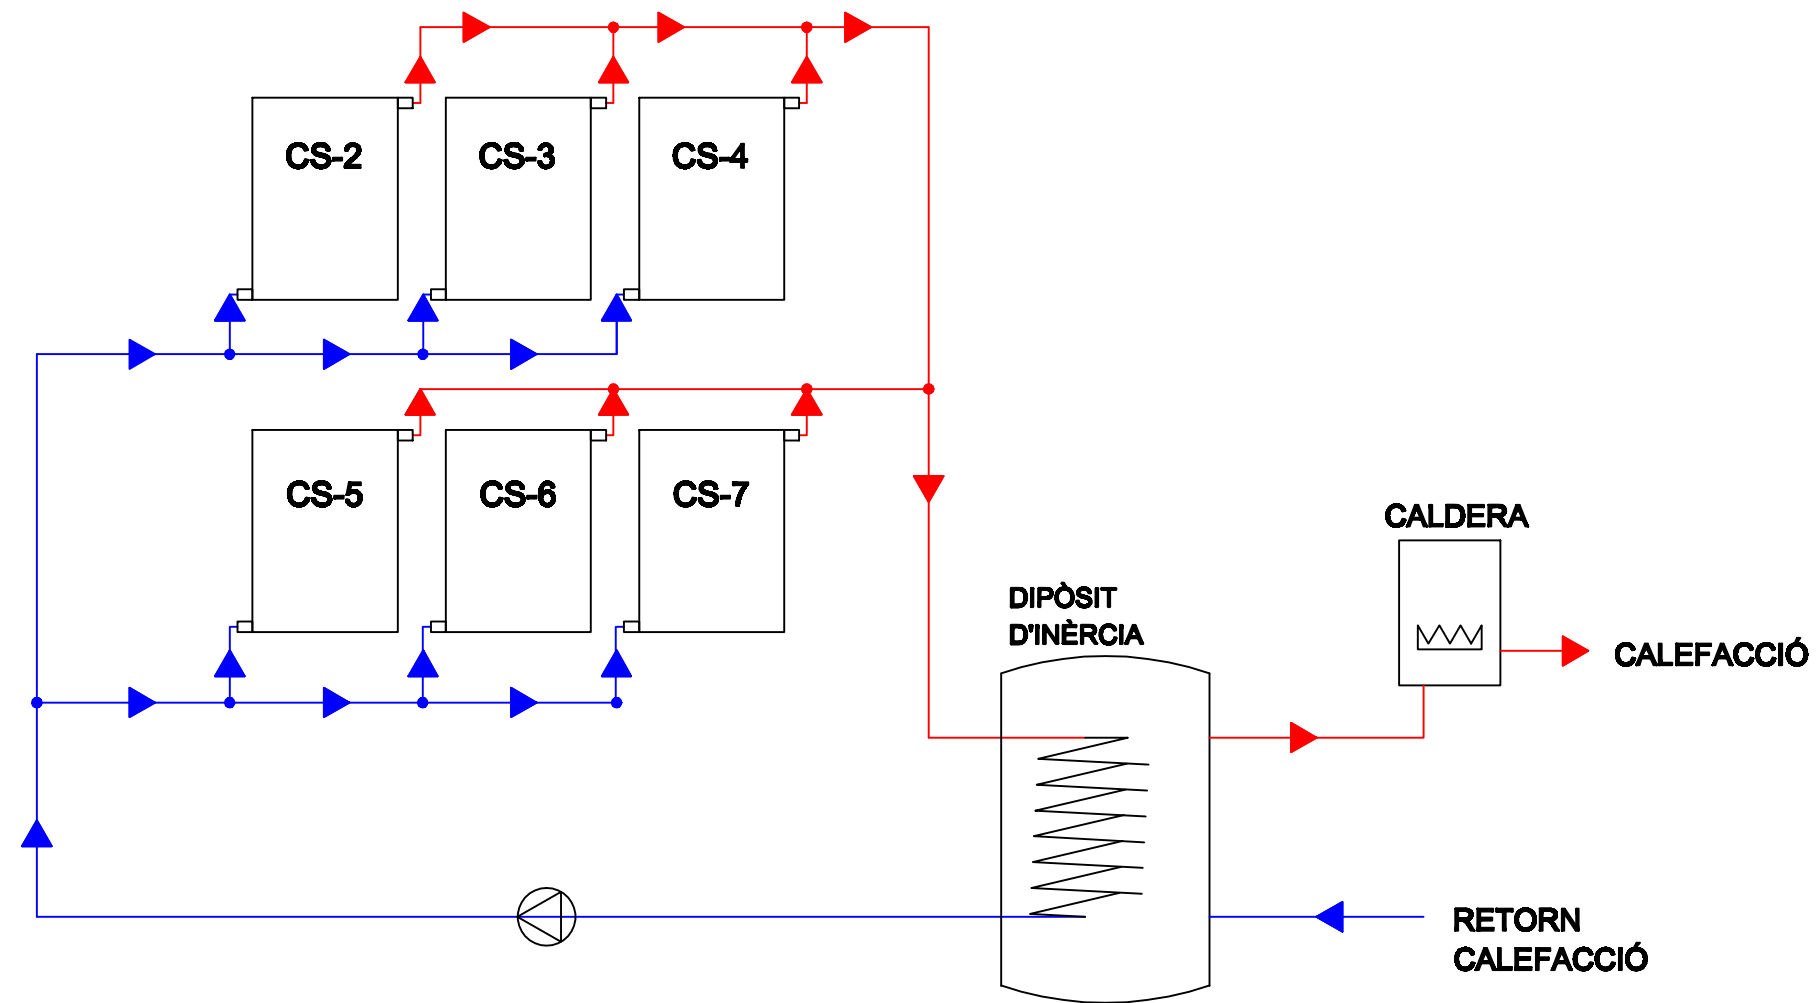 CS-2
CS-3
CS-4
CS-5
CS-6
CS-7
CALDERA
DIPÒSIT
D'INÈRCIA
CALEFACCIÓ
RETORN
CALEFACCIÓ